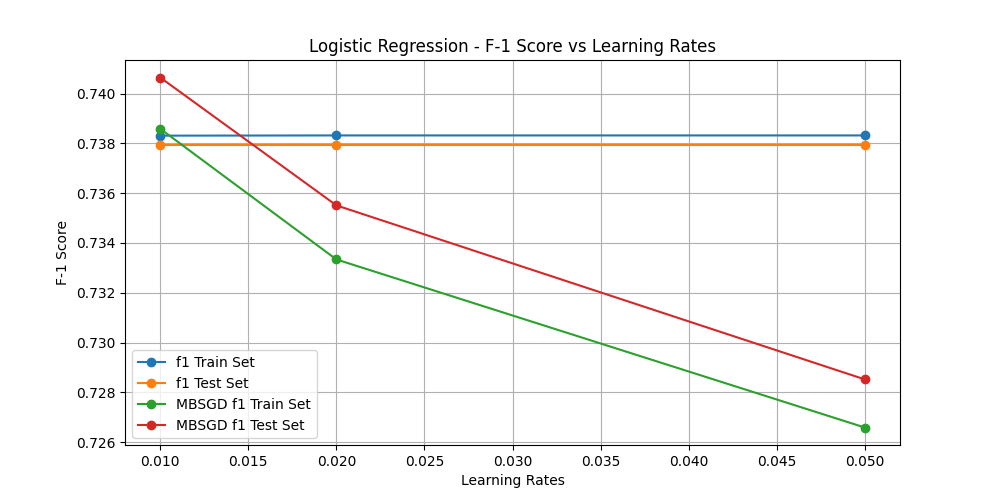 Logistic Regression - F-1 Score vs Learning Rates
0.740
0.738
0.736
0.734
0.732
0.730
0.728
0.726
F-1 Score
f1 Train Set
f1 Test Set
MBSGD f1 Train Set
MBSGD f1 Test Set
0.010 0.015 0.020 0.025 0.030 0.035 0.040 0.045 0.050
Learning Rates